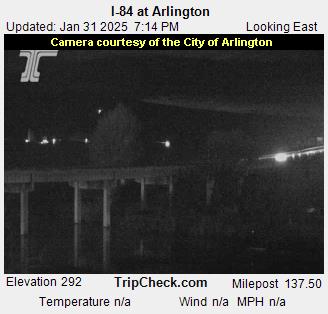 I-84 at Arlington
Updated: Jan 31 2025 7:14 PM Looking East
Camera courtesy of the City of Arlington
Elevation 292 TripCheck.com Milepost 137.50
Temperature n/a Wind n/a MPH n/a